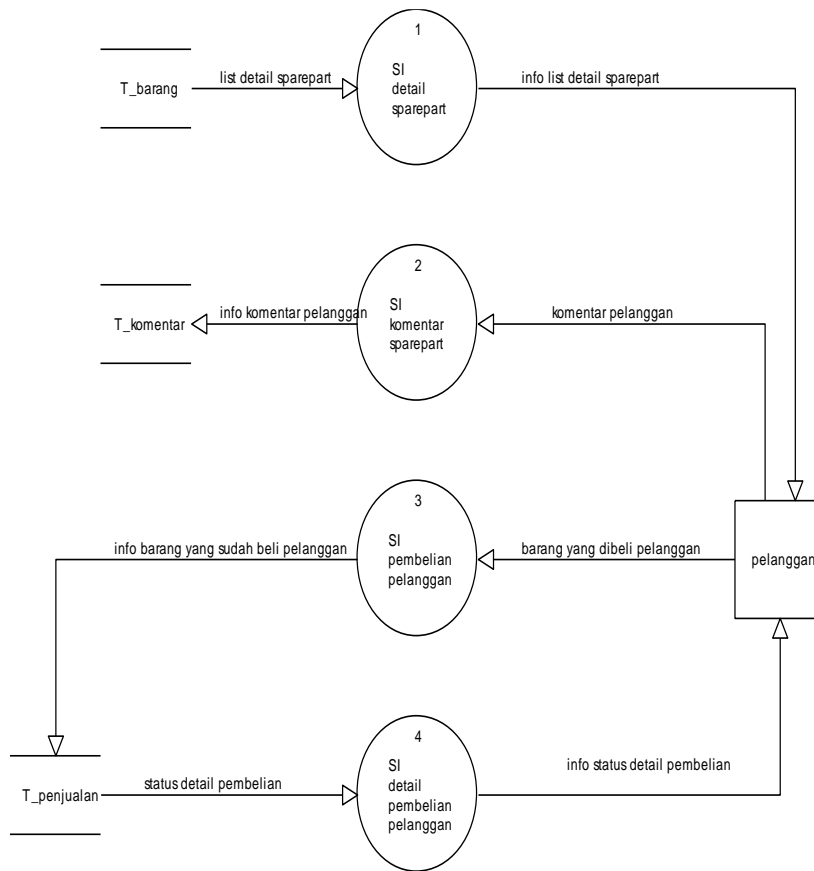 1
T_barang
list detail sparepart
SI
detail
sparepart
info list detail sparepart
2
T_komentar
info komentar pelanggan
SI
komentar
sparepart
komentar pelanggan
3
info barang yang sudah beli pelanggan
SI
pembelian
pelanggan
barang yang dibeli pelanggan
pelanggan
4
T_penjualan
status detail pembelian
SI
detail
pembelian
pelanggan
info status detail pembelian